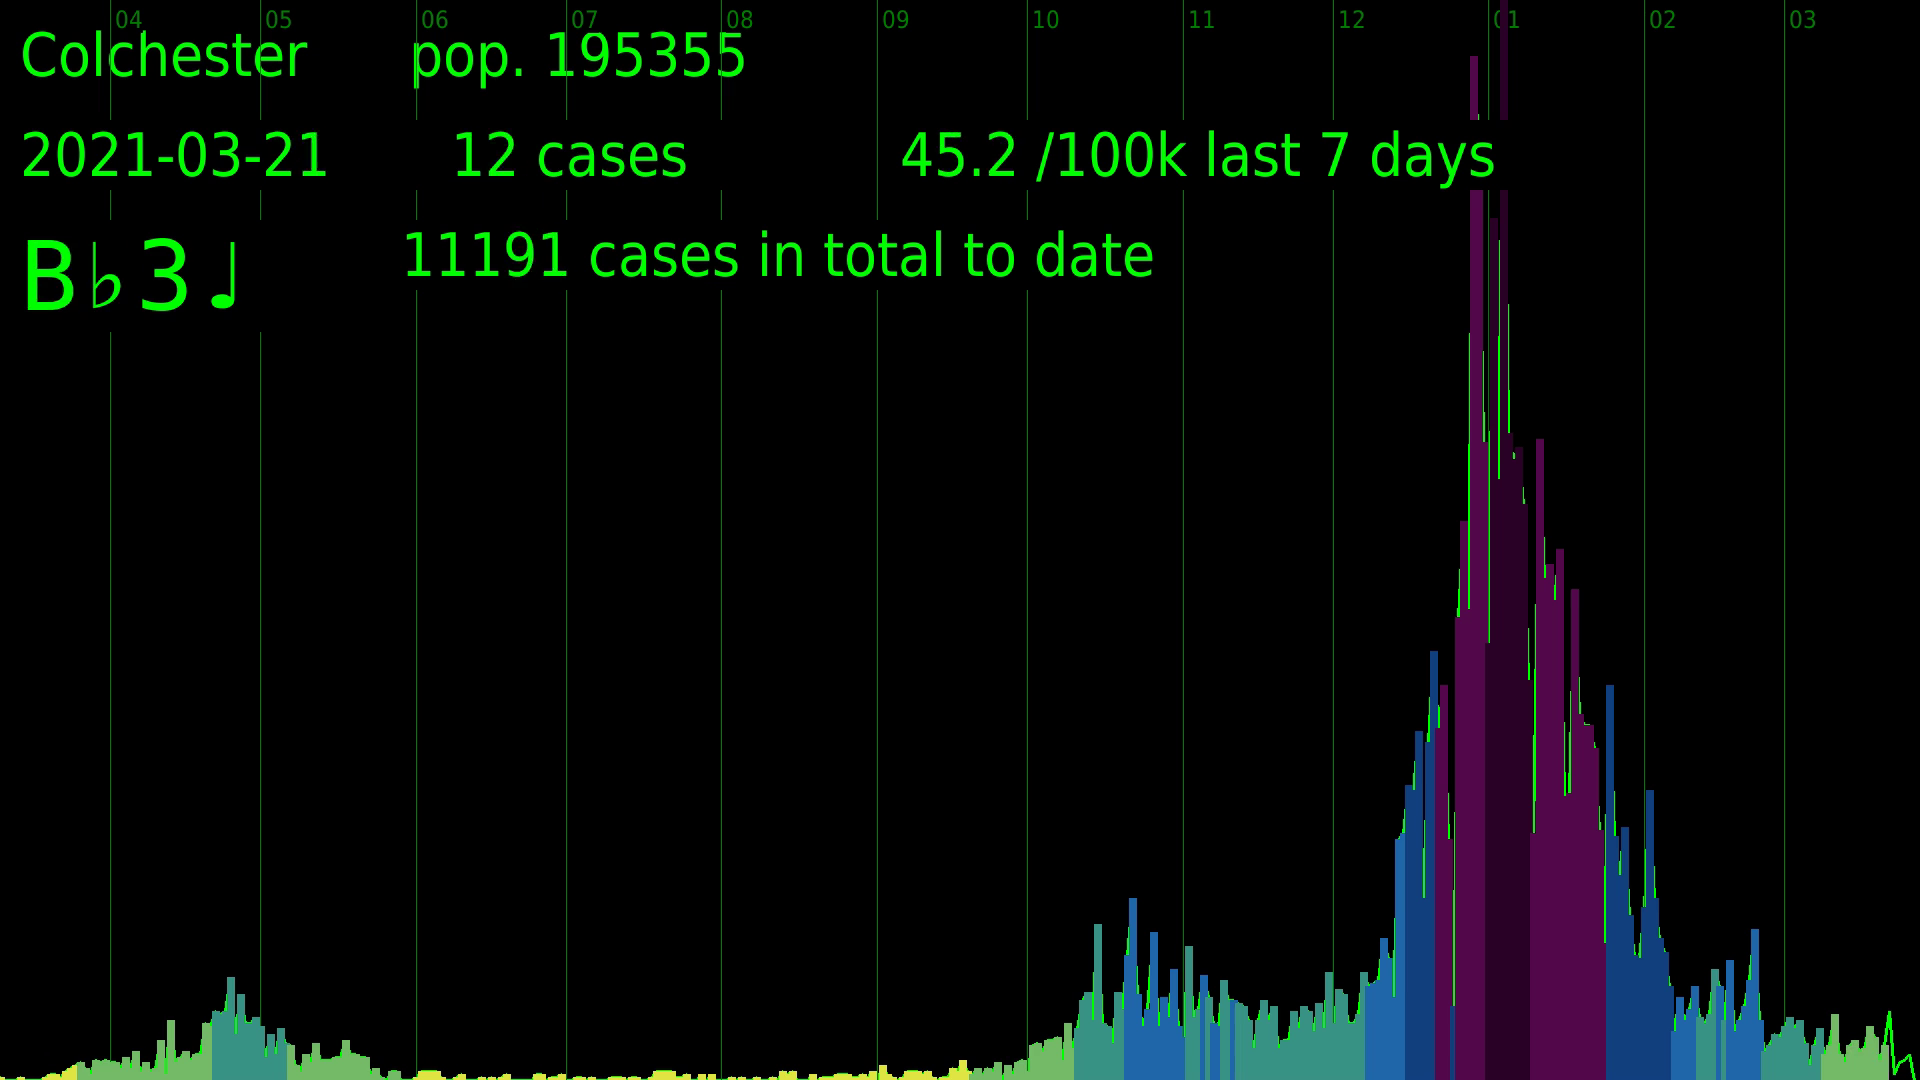 04 05 06 07 08 09 10 11 12 01 02 03
Colchester pop. 195355
2021-03-21 12 cases 45.2 /100k last 7 days
B♭3♩ 11191 cases in total to date